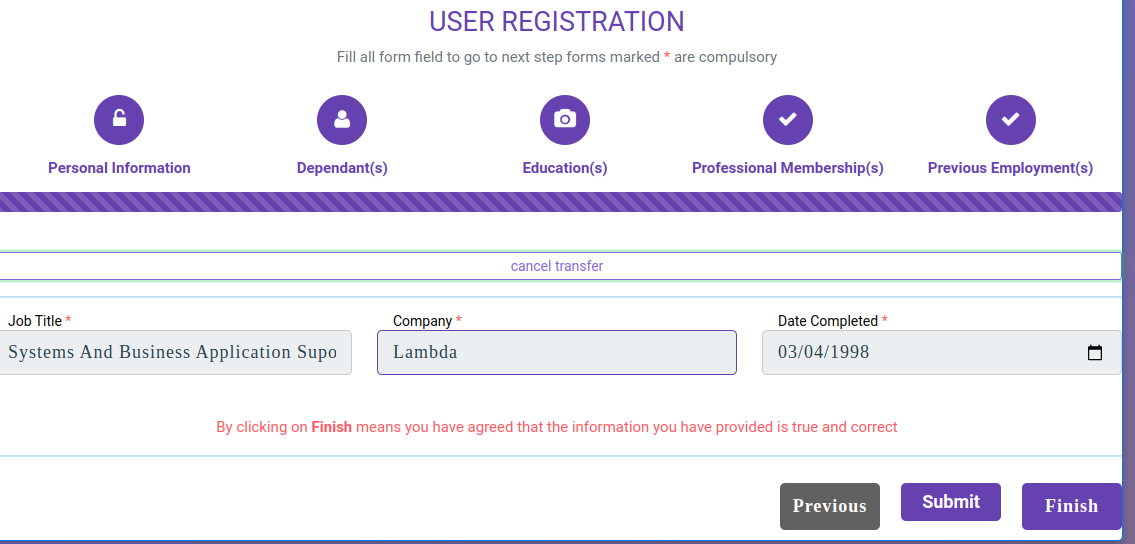 USER REGISTRATION
Fill all form field to go to next step forms marked * are compulsory
Personal Information Dependant(s) Education(s) Professional Membership(s) Previous Employment(s)
cancel transfer
Job Title * Company * Date Completed *
Systems And Business Application Supo Lambda 03/04/1998
By clicking on Finish means you have agreed that the information you have provided is true and correct
Previous Submit Finish